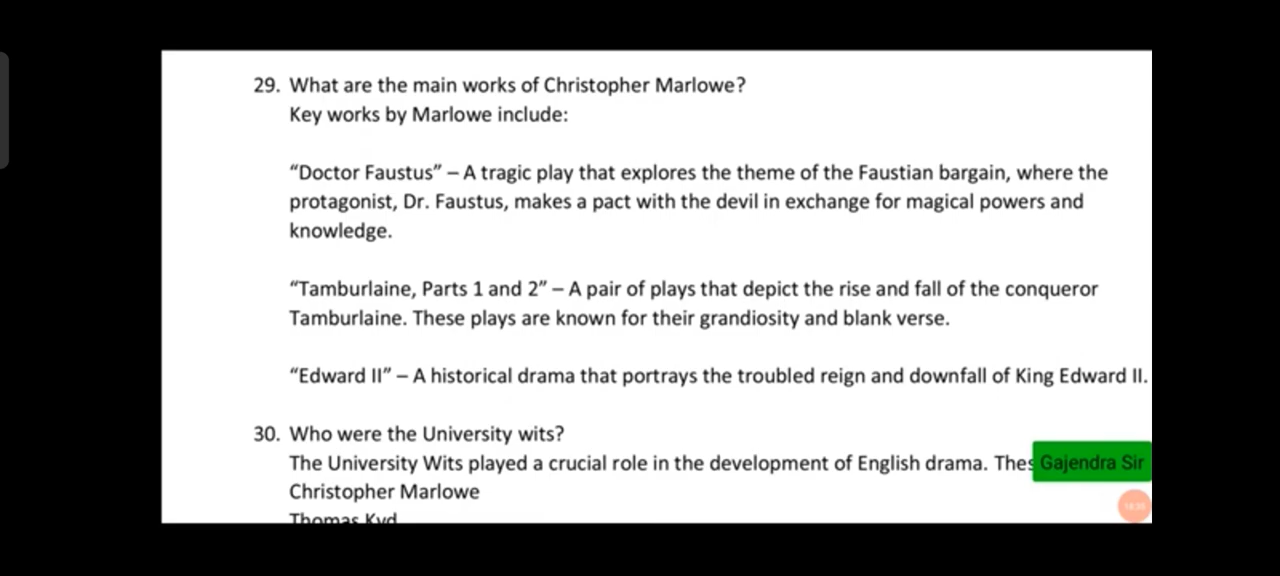 29. What are the main works of Christopher Marlowe?
Key works by Marlowe include:
“Doctor Faustus” – A tragic play that explores the theme of the Faustian bargain, where the
protagonist, Dr. Faustus, makes a pact with the devil in exchange for magical powers and
knowledge.
“Tamburlaine, Parts 1 and 2” – A pair of plays that depict the rise and fall of the conqueror
Tamburlaine. These plays are known for their grandiosity and blank verse.
“Edward II” – A historical drama that portrays the troubled reign and downfall of King Edward II.
30. Who were the University wits?
The University Wits played a crucial role in the development of English drama. Thes Gajendra Sir
Christopher Marlowe
Thomas Kyd